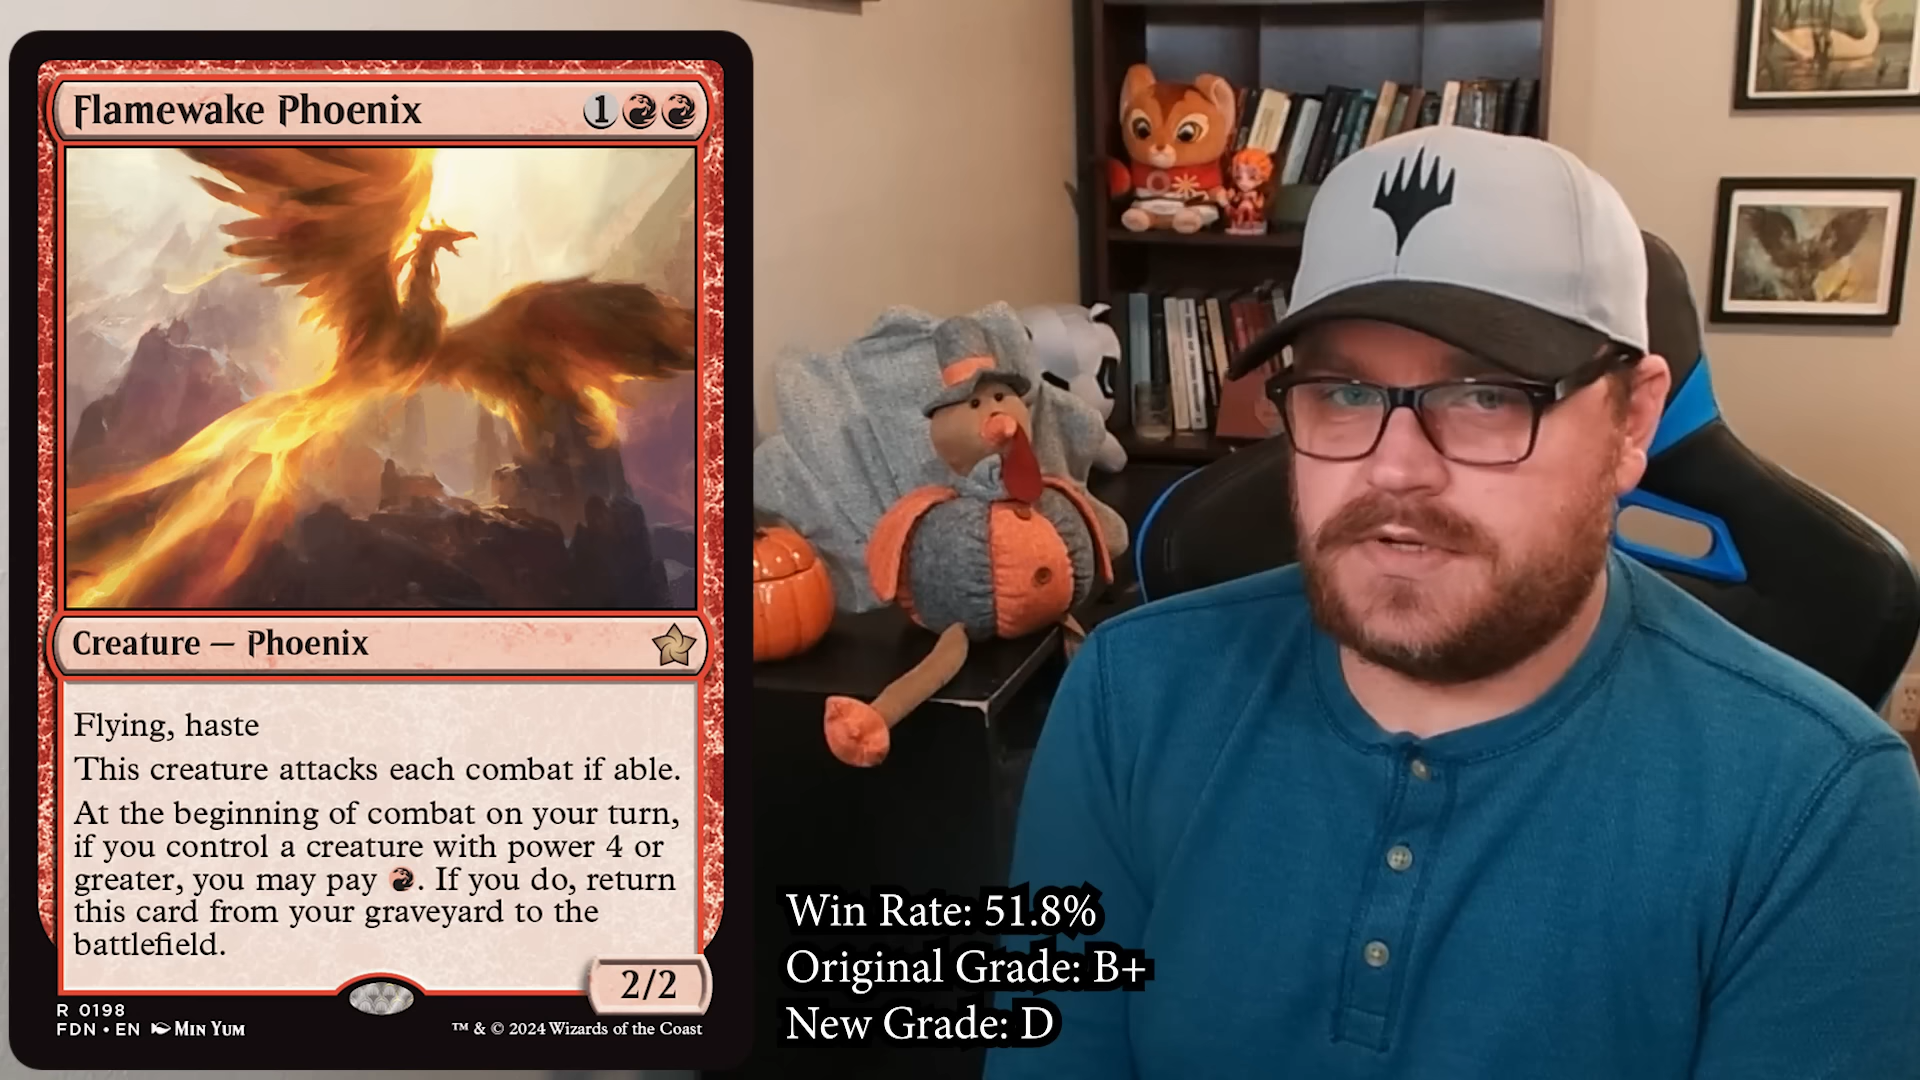 Flamewake Phoenix 1
Creature — Phoenix
Flying, haste
This creature attacks each combat if able.
At the beginning of combat on your turn,
if you control a creature with power 4 or
greater, you may pay . If you do, return
this card from your graveyard to the
battlefield.
2/2
R 0198
FDN • EN Min Yum
™ & © 2024 Wizards of the Coast
Win Rate: 51.8%
Original Grade: B+
New Grade: D